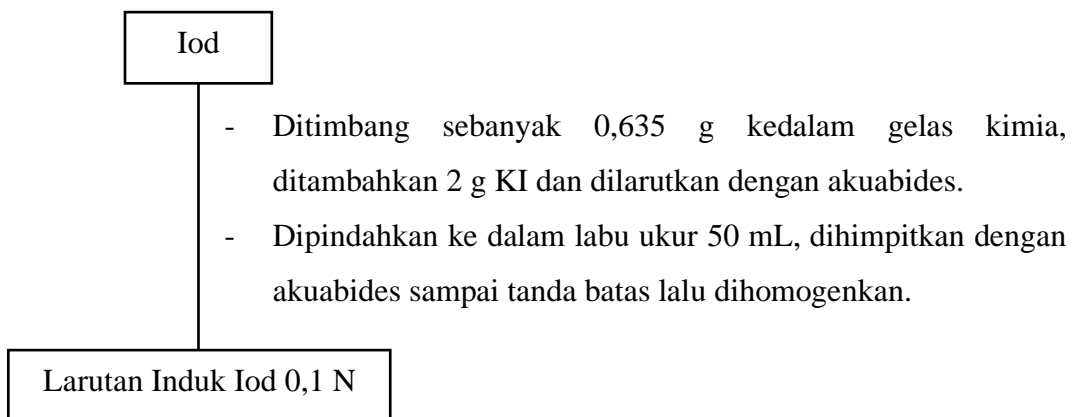 Iod
- Ditimbang sebanyak 0,635 g kedalam gelas kimia,
ditambahkan 2 g KI dan dilarutkan dengan akuabides.
- Dipindahkan ke dalam labu ukur 50 mL, dihimpitkan dengan
akuabides sampai tanda batas lalu dihomogenkan.
Larutan Induk Iod 0,1 N